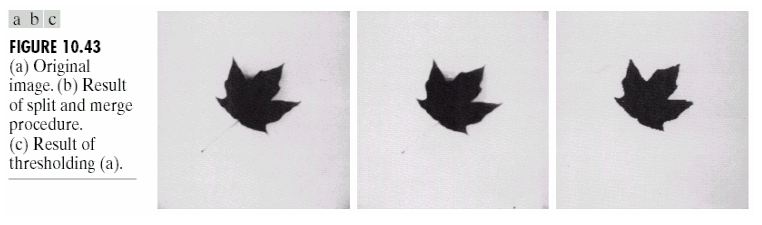 a b c
FIGURE 10.43
(a) Original
image. (b) Result
of split and merge
procedure.
(c) Result of
thresholding (a).